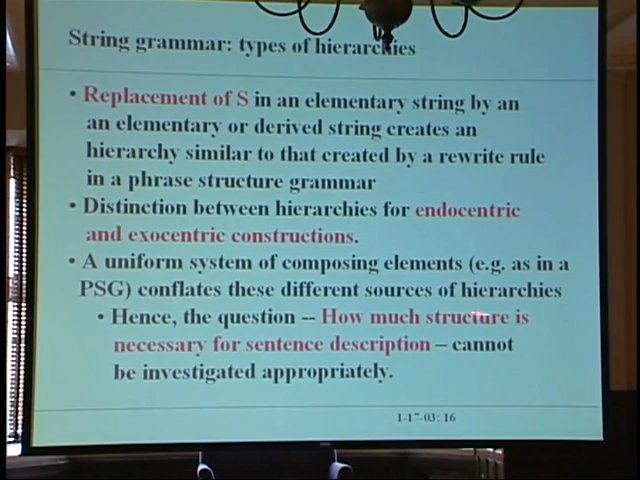 String grammar: types of hierarchies
• Replacement of S in an elementary string by an
an elementary or derived string creates an
hierarchy similar to that created by a rewrite rule
in a phrase structure grammar
• Distinction between hierarchies for endocentric
and exocentric constructions.
• A uniform system of composing elements (e.g. as in a
PSG) conflates these different sources of hierarchies
• Hence, the question -- How much structure is
necessary for sentence description – cannot
be investigated appropriately.
1-17-03: 16